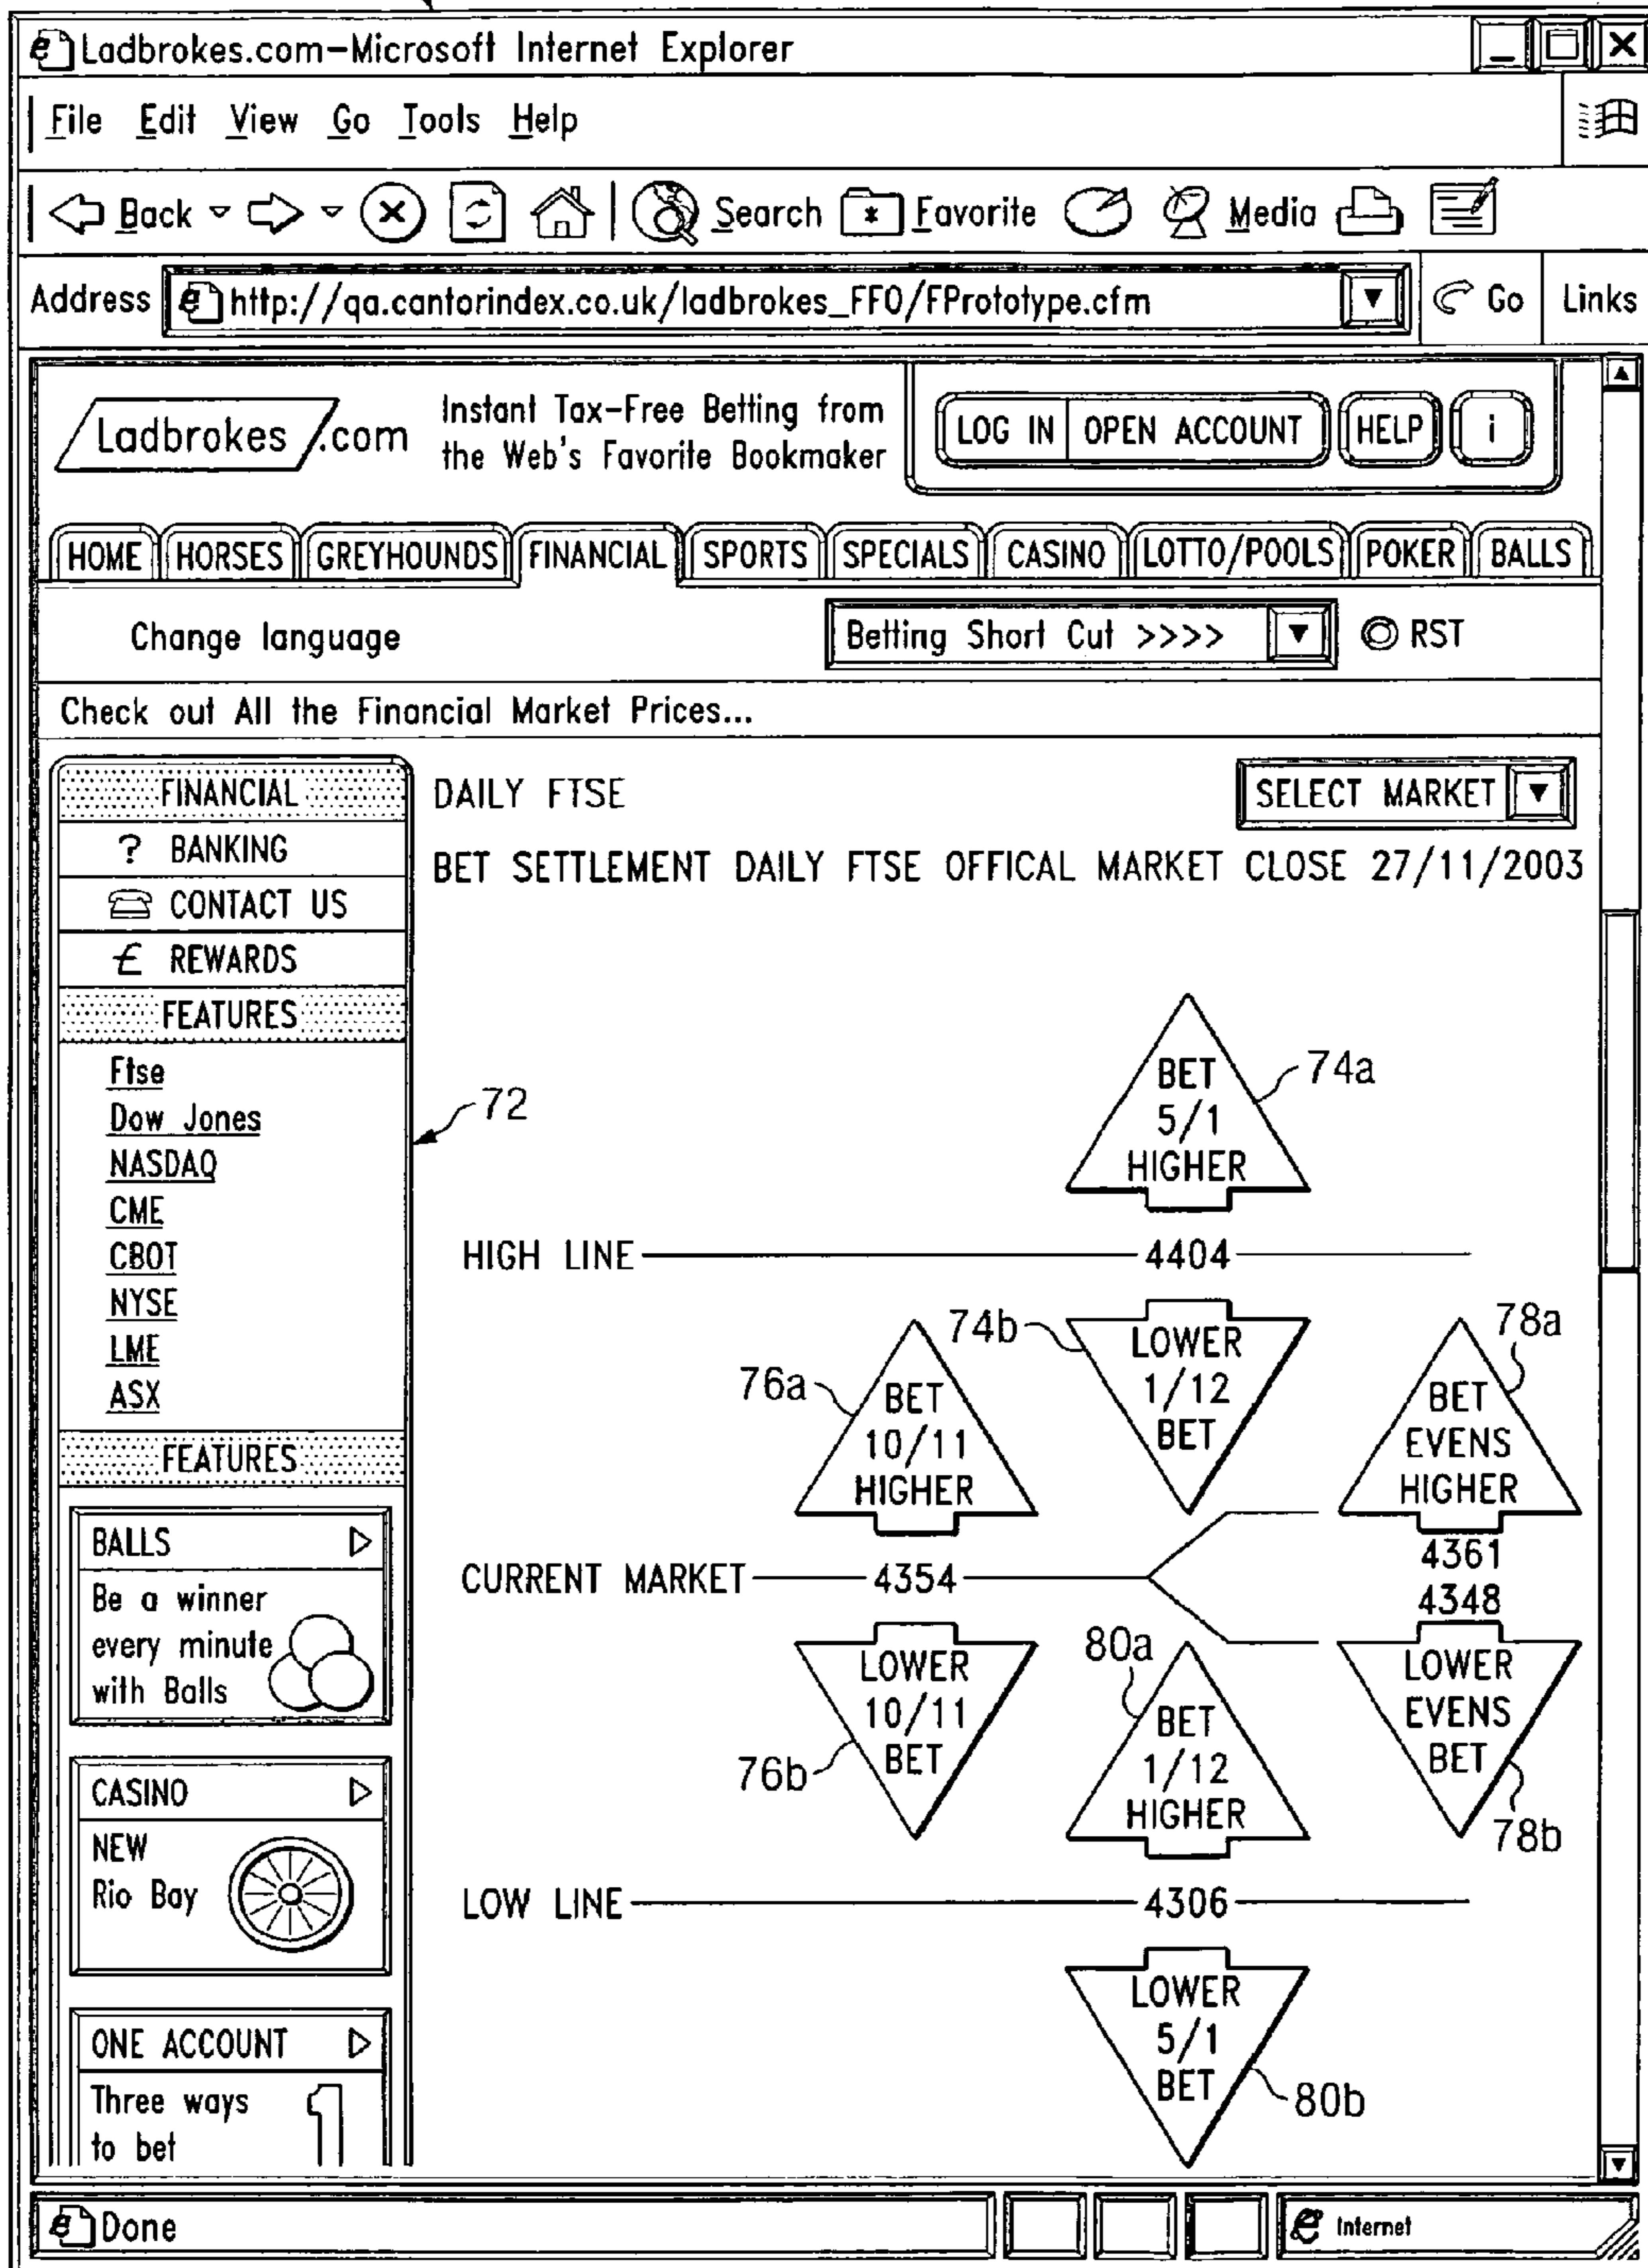 Ladbrokes.com-Microsoft Internet Explorer
File Edit View Go Tools Help
Back Search Favorite Media
Address http://qa.cantorindex.co.uk/ladbrokes_FFO/FPrototype.cfm Go Links
Ladbrokes .com
Instant Tax-Free Betting from
the Web's Favorite Bookmaker
LOG IN OPEN ACCOUNT HELP i
HOME HORSES GREYHOUNDS FINANCIAL SPORTS SPECIALS CASINO LOTTO/POOLS POKER BALLS
Change language Betting Short Cut >>>> RST
Check out All the Financial Market Prices...
FINANCIAL
? BANKING
CONTACT US
£ REWARDS
FEATURES
Ftse
Dow Jones
NASDAQ
CME
CBOT
NYSE
LME
ASX
FEATURES
BALLS
Be a winner
every minute
with Balls
CASINO
NEW
Rio Bay
ONE ACCOUNT
Three ways
to bet
1
72
DAILY FTSE SELECT MARKET
BET SETTLEMENT DAILY FTSE OFFICAL MARKET CLOSE 27/11/2003
BET
5/1
HIGHER
74a
HIGH LINE 4404
74b
LOWER
1/12
BET
76a
BET
10/11
HIGHER
78a
BET
EVENS
HIGHER
4361
CURRENT MARKET 4354
4348
LOWER
10/11
BET
76b
80a
BET
1/12
HIGHER
LOWER
EVENS
BET
78b
LOW LINE 4306
LOWER
5/1
BET
80b
Done Internet